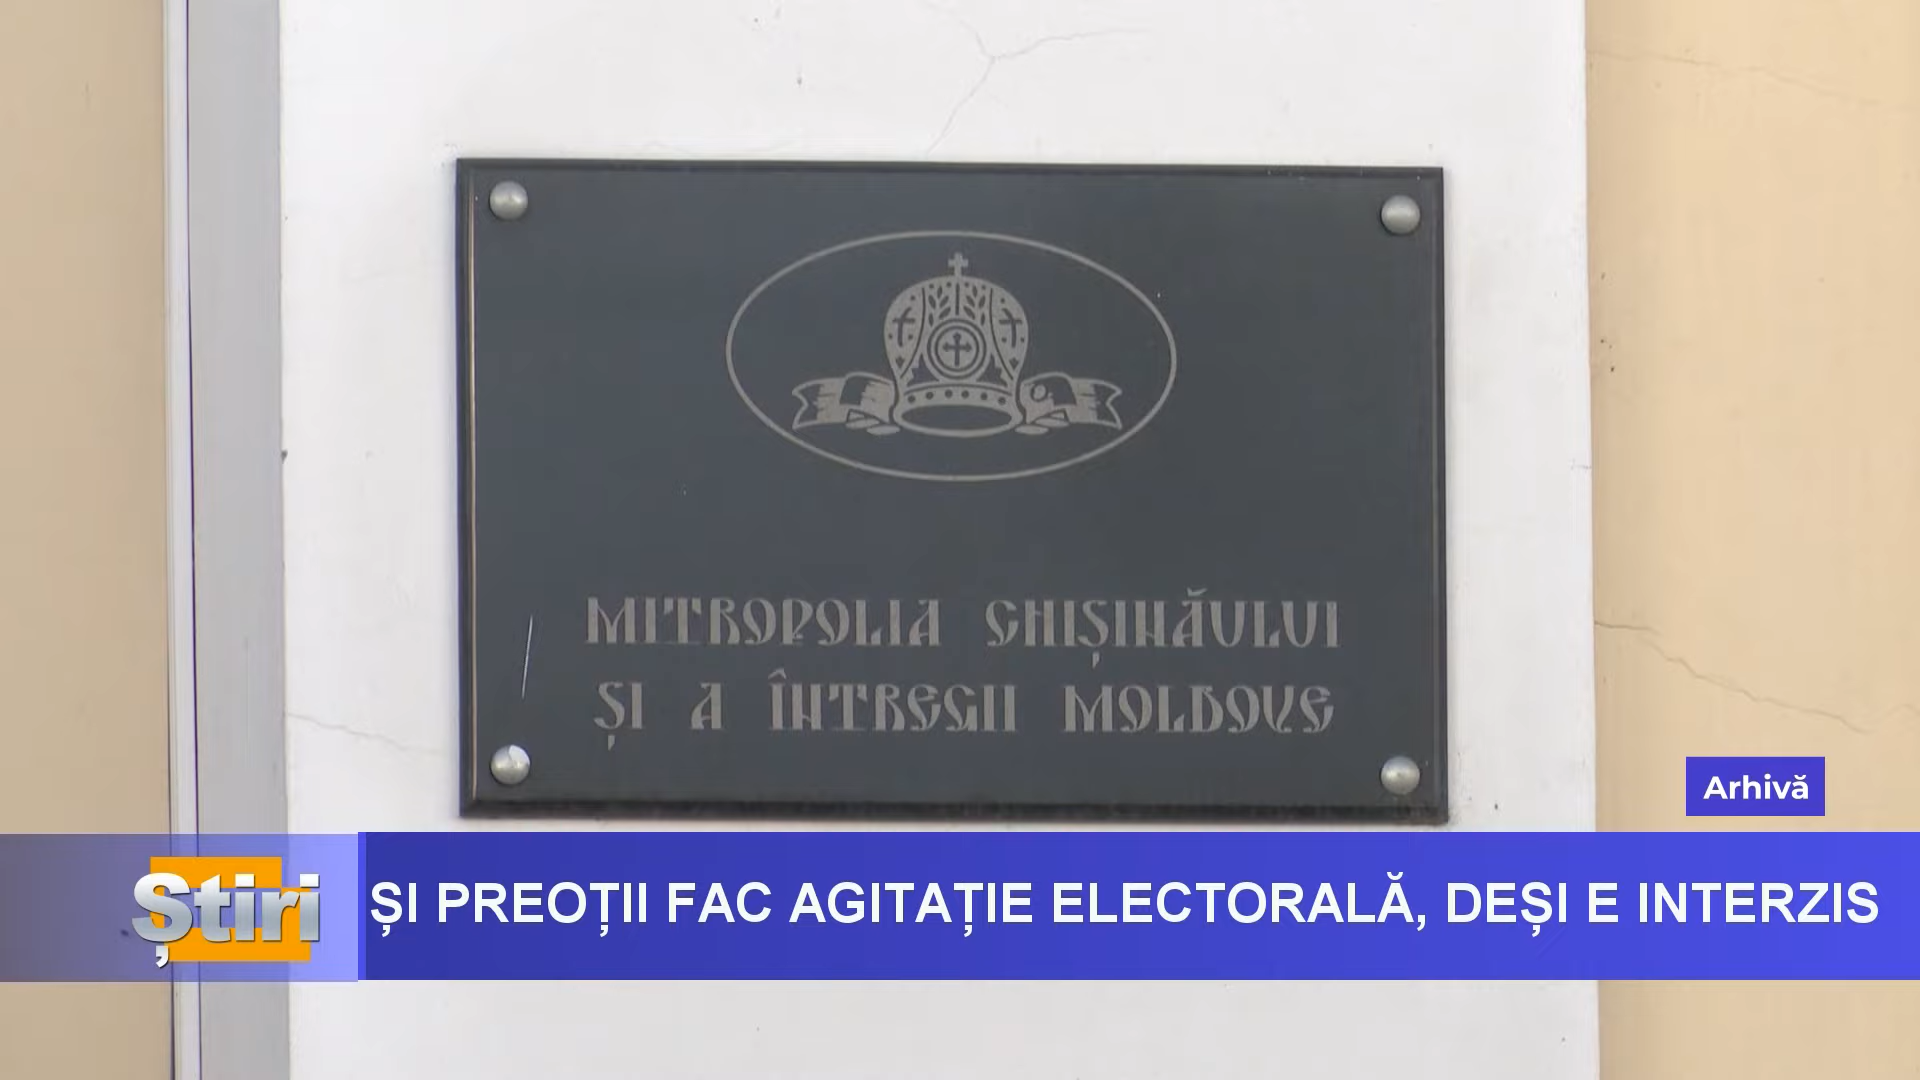 MITROPOLIA CHIȘINĂULUI
ȘI A ÎNTREGII MOLDOVE
Arhivă
Știri
ȘI PREOȚII FAC AGITAȚIE ELECTORALĂ, DEȘI E INTERZIS